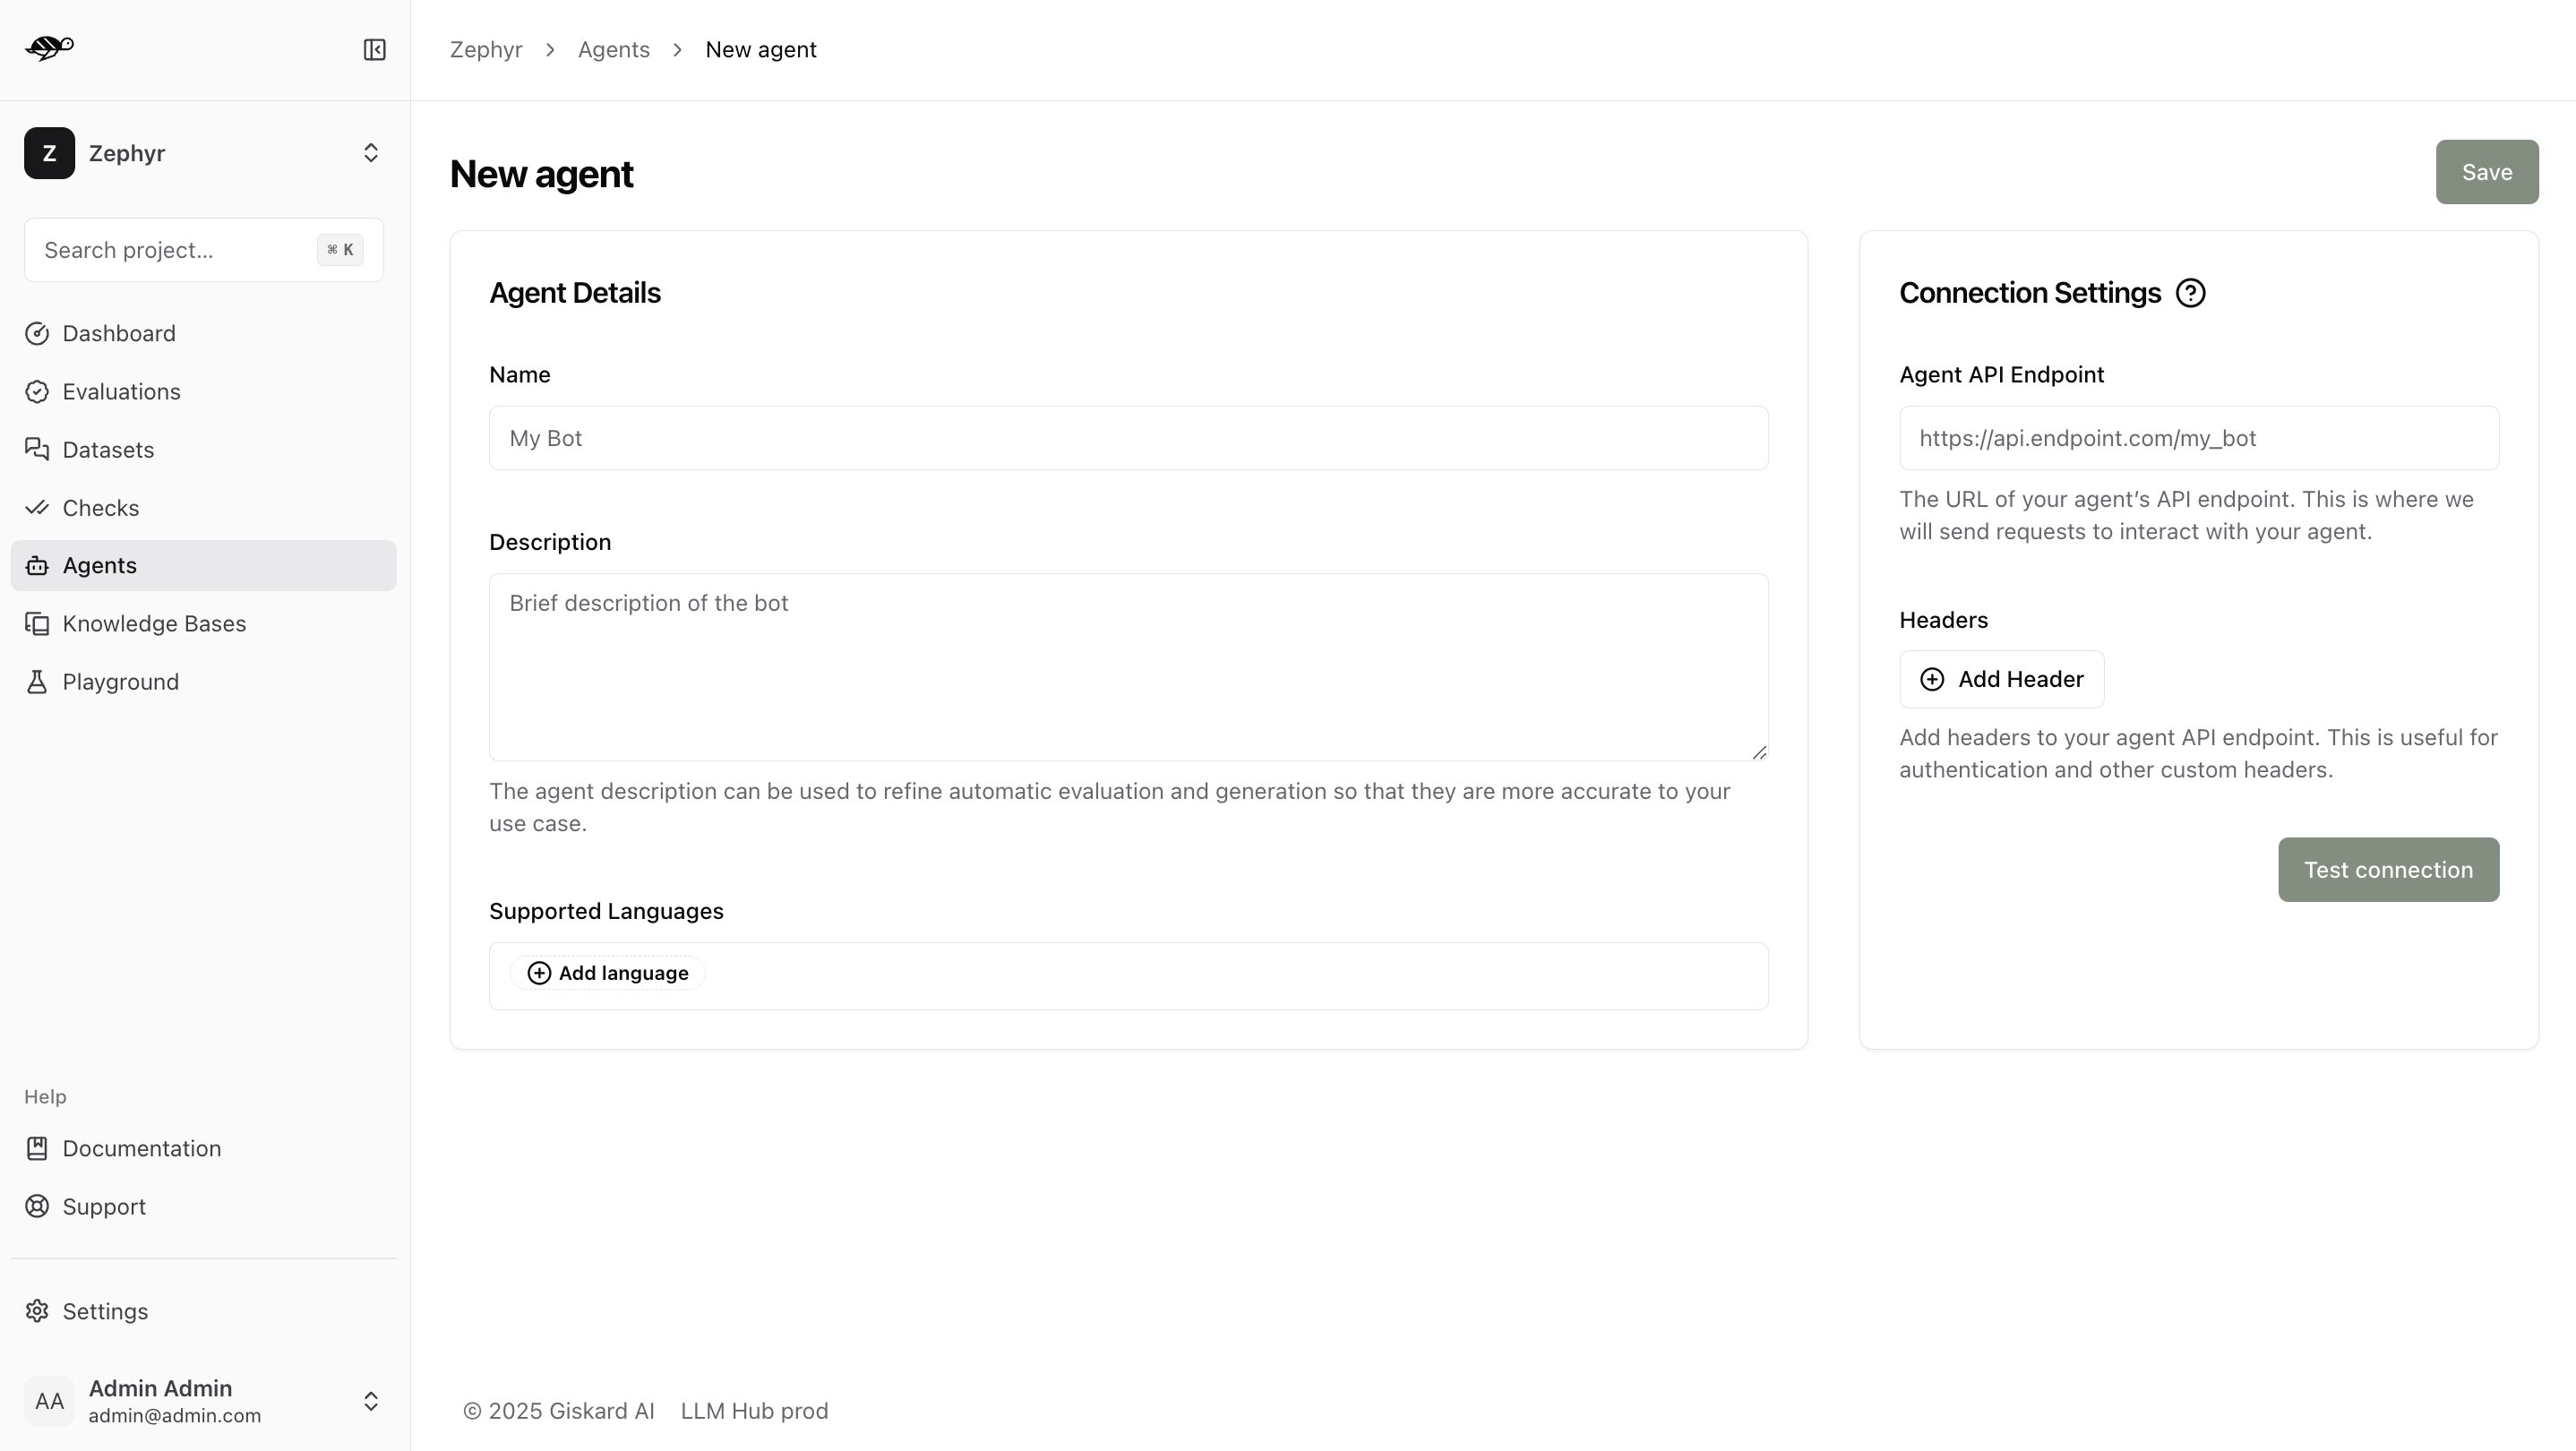 Zephyr > Agents > New agent
Z Zephyr
Search project...
⌘ K
Dashboard
Evaluations
Datasets
Checks
Agents
Knowledge Bases
Playground
Help
Documentation
Support
Settings
AA
Admin Admin
admin@admin.com
New agent
Save
Agent Details
Name
My Bot
Description
Brief description of the bot
The agent description can be used to refine automatic evaluation and generation so that they are more accurate to your
use case.
Supported Languages
Add language
Connection Settings
Agent API Endpoint
https://api.endpoint.com/my_bot
The URL of your agent’s API endpoint. This is where we
will send requests to interact with your agent.
Headers
Add Header
Add headers to your agent API endpoint. This is useful for
authentication and other custom headers.
Test connection
© 2025 Giskard AI LLM Hub prod